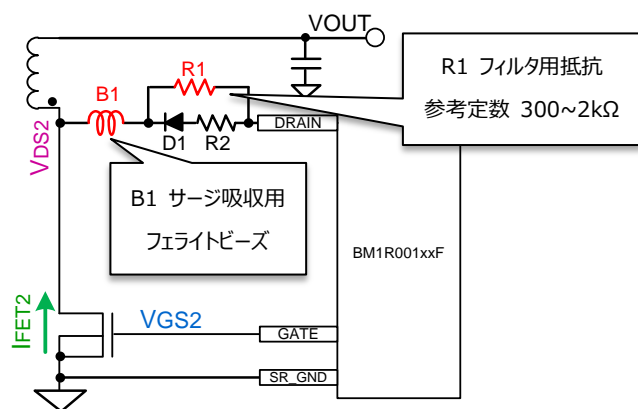 VOUT
R1 フィルタ用抵抗
参考定数 300~2kΩ
B1
R1
D1
R2
DRAIN
VDS2
B1 サージ吸収用
フェライトビーズ
BM1R001xxF
IFET2
VGS2
GATE
SR_GND